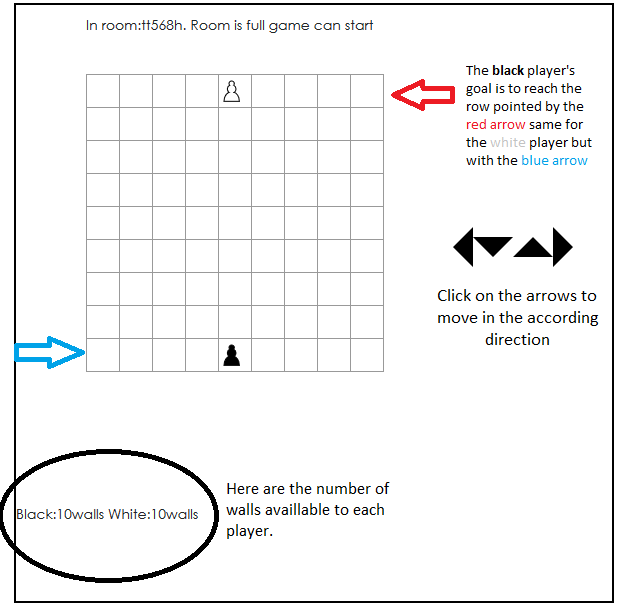 In room:tt568h. Room is full game can start
The black player's
goal is to reach the
row pointed by the
red arrow same for
the white player but
with the blue arrow
Click on the arrows to
move in the according
direction
Here are the number of
walls availlable to each
player.
Black:10walls White:10walls